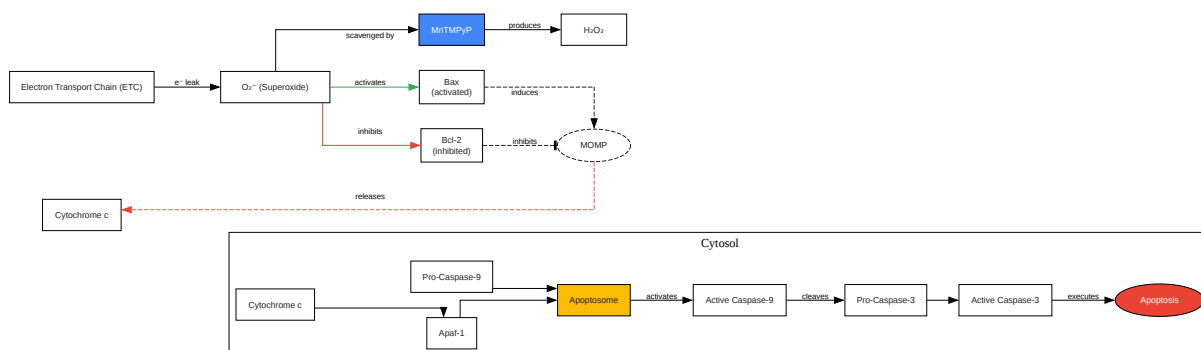 scavenged by
MnTMPyP
produces
H₂O₂
Electron Transport Chain (ETC)
e⁻ leak
O₂⁻ (Superoxide)
activates
Bax
(activated)
induces
inhibits
Bcl-2
(inhibited)
inhibits
MOMP
releases
Cytochrome c
Cytosol
Pro-Caspase-9
Cytochrome c
Apaf-1
Apoptosome
activates
Active Caspase-9
cleaves
Pro-Caspase-3
Active Caspase-3
executes
Apoptosis